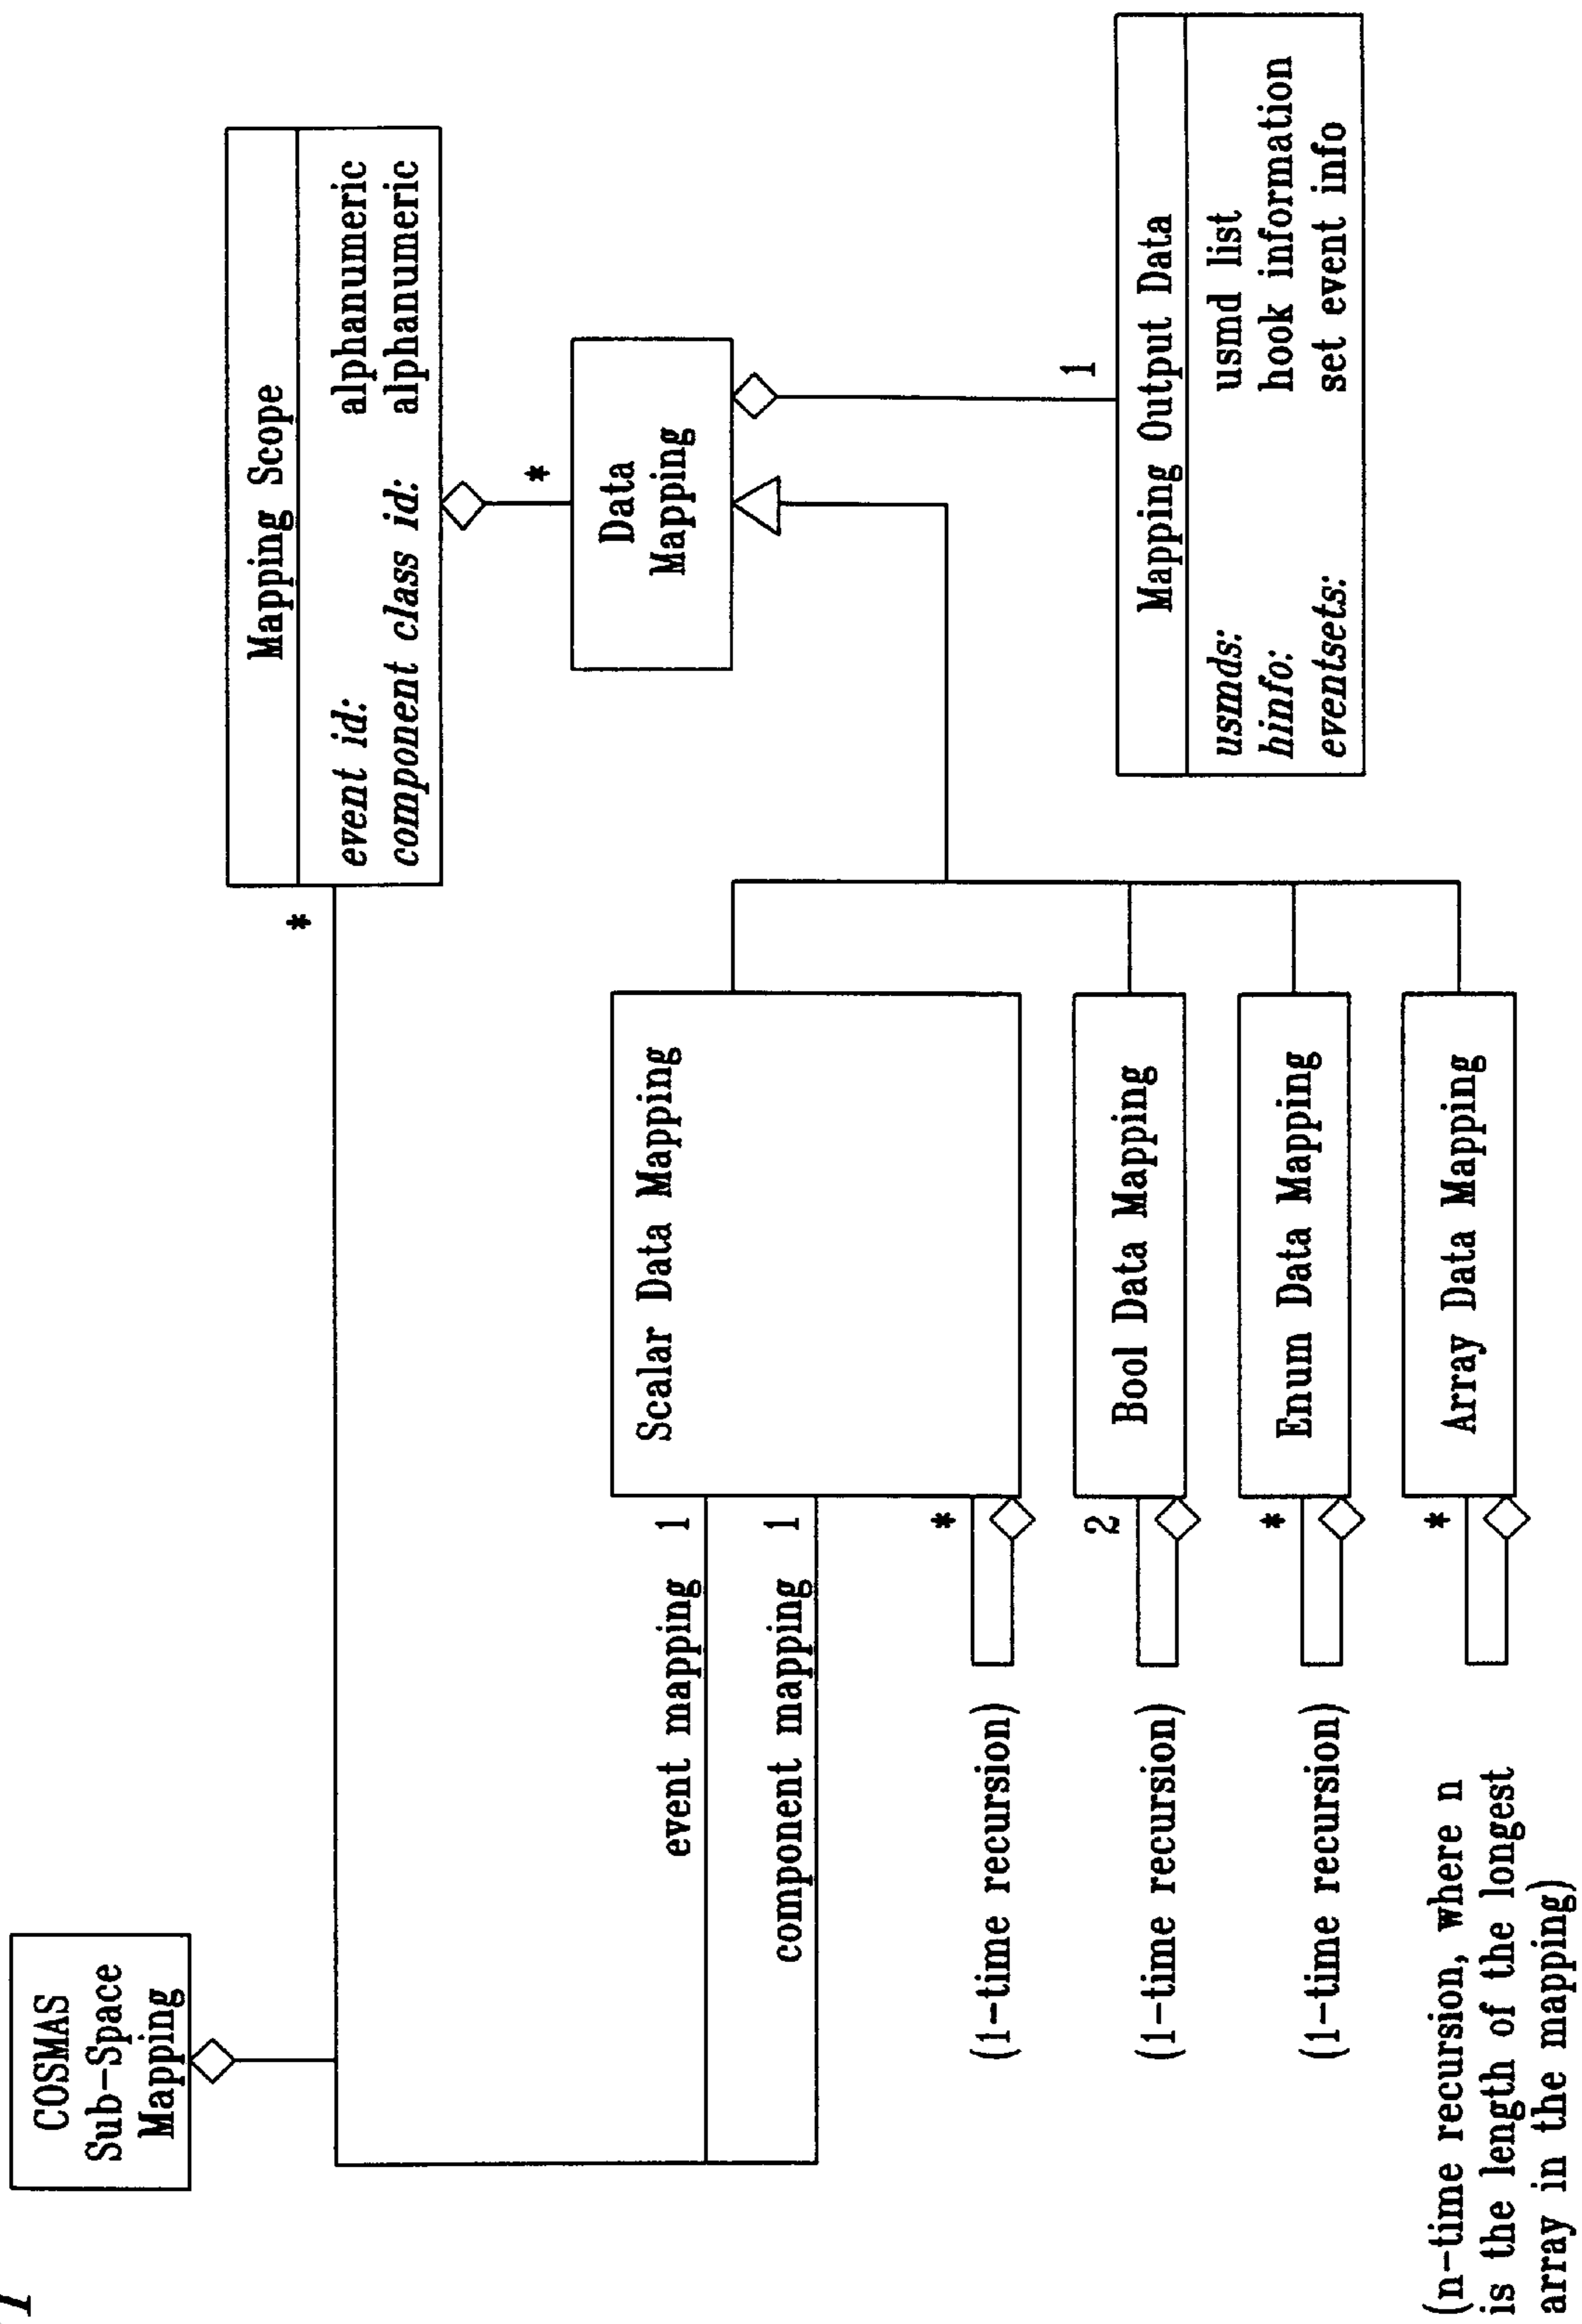 COSMAS
Sub-Space
Mapping
*
Mapping Scope
event id: alphanumeric
component class id: alphanumeric
*
Data
Mapping
event mapping 1
component mapping 1
Scalar Data Mapping
*
(1-time recursion)
2
Bool Data Mapping
(1-time recursion)
*
Enum Data Mapping
(1-time recursion)
*
Array Data Mapping
(n-time recursion, where n
is the length of the longest
array in the mapping)
1
Mapping Output Data
usmds: usmd list
hinfo: hook information
eventsets: set event info